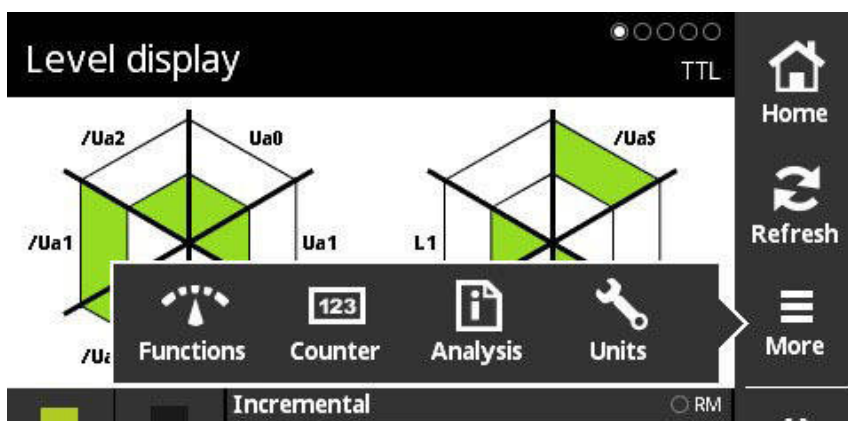 Level display
TTL
Home
/Ua2
Ua0
/UaS
Refresh
/Ua1
Ua1
L1
123
Functions
Counter
Analysis
Units
More
Incremental
RM